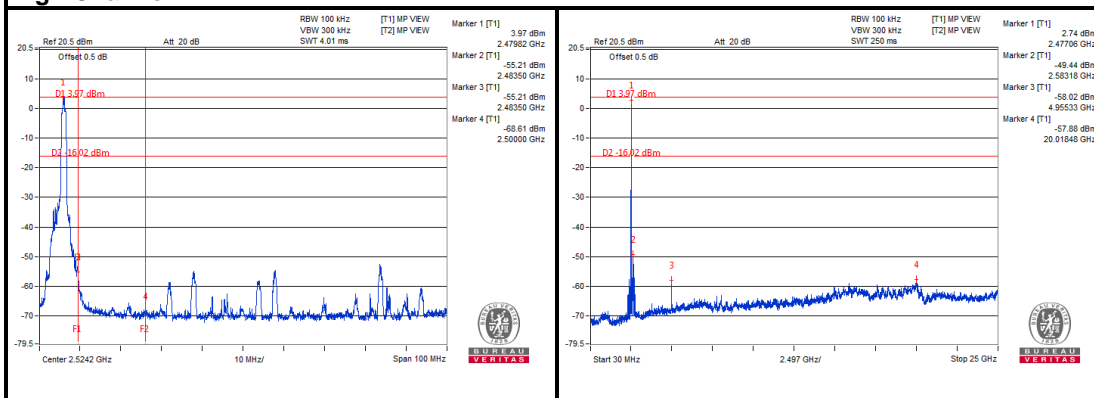 RBW 100 kHz [T1] MP VIEW
VBW 300 kHz [T2] MP VIEW
Ref 20.5 dBm Att 20 dB SWT 4.01 ms
Offset 0.5 dB
Marker 1 [T1]
3.97 dBm
2.47982 GHz
Marker 2 [T1]
-55.21 dBm
2.48350 GHz
Marker 3 [T1]
-55.21 dBm
2.48350 GHz
Marker 4 [T1]
-68.61 dBm
2.50000 GHz
20.5
10
0
-10
-20
-30
-40
-50
-60
-70
-79.5
1
D1 3.97 dBm
D2 -16.02 dBm
4
F1
F2
Center 2.5242 GHz 10 MHz/ Span 100 MHz
BUREAU
VERITAS
RBW 100 kHz [T1] MP VIEW
VBW 300 kHz [T2] MP VIEW
Ref 20.5 dBm Att 20 dB SWT 250 ms
Offset 0.5 dB
Marker 1 [T1]
2.74 dBm
2.47706 GHz
Marker 2 [T1]
-49.44 dBm
2.58318 GHz
Marker 3 [T1]
-58.02 dBm
4.95533 GHz
Marker 4 [T1]
-57.88 dBm
20.01848 GHz
20.5
10
0
-10
-20
-30
-40
-50
-60
-70
-79.5
1
D1 3.97 dBm
D2 -16.02 dBm
2
3
4
Start 30 MHz 2.497 GHz/ Stop 25 GHz
BUREAU
VERITAS